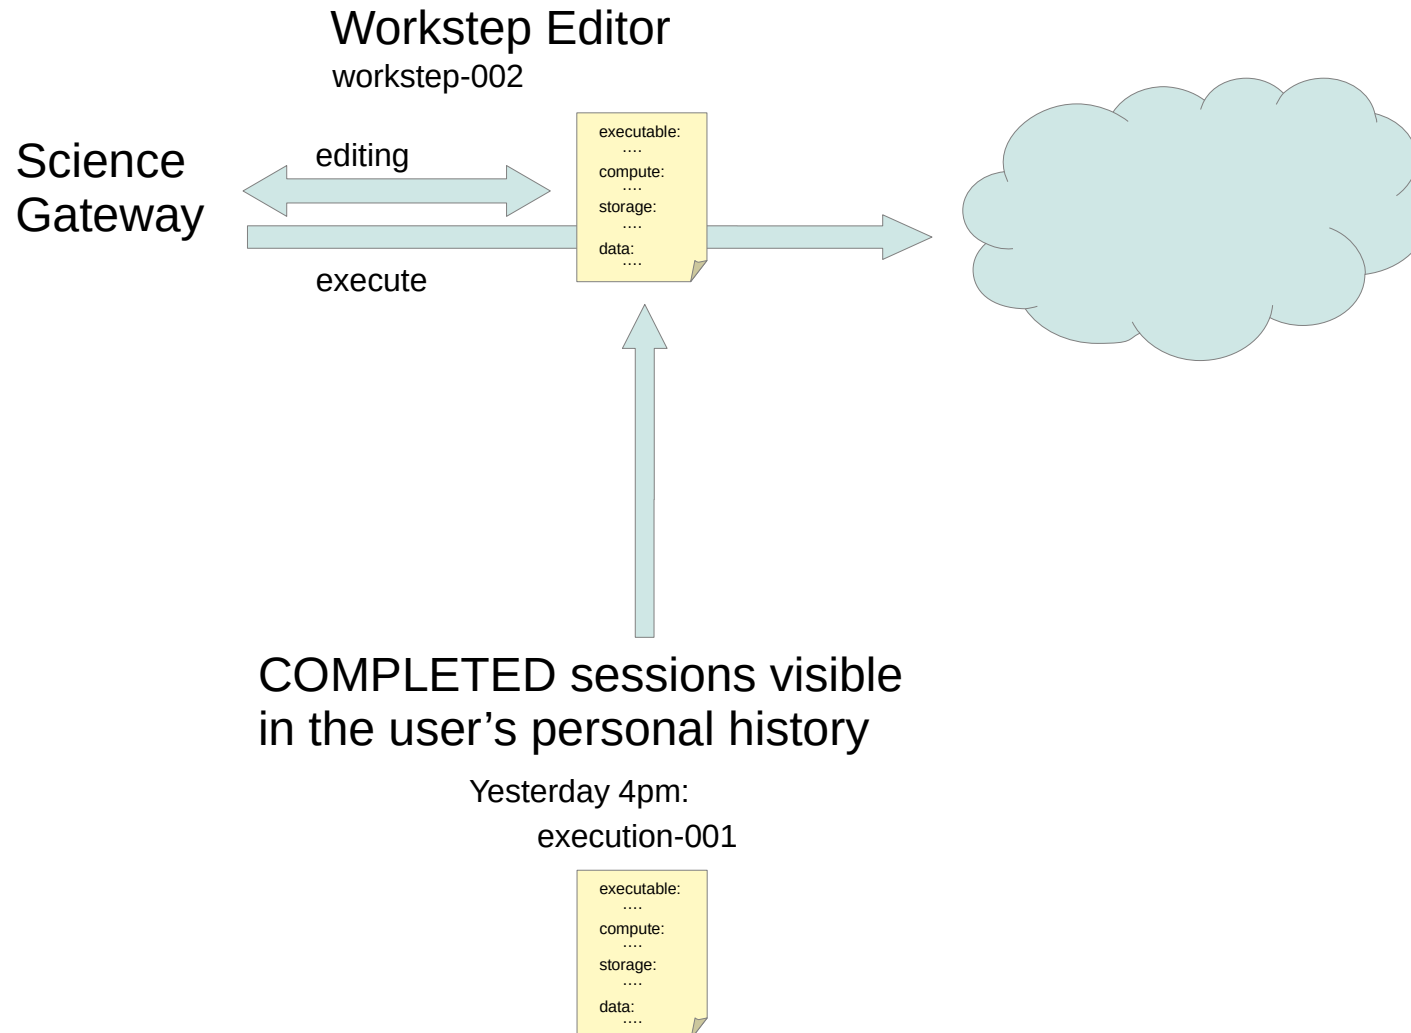 Workstep Editor
workstep-002
Science
Gateway
editing
execute
executable:
....
compute:
....
storage:
....
data:
....
COMPLETED sessions visible
in the user’s personal history
Yesterday 4pm:
execution-001
executable:
....
compute:
....
storage:
....
data:
....